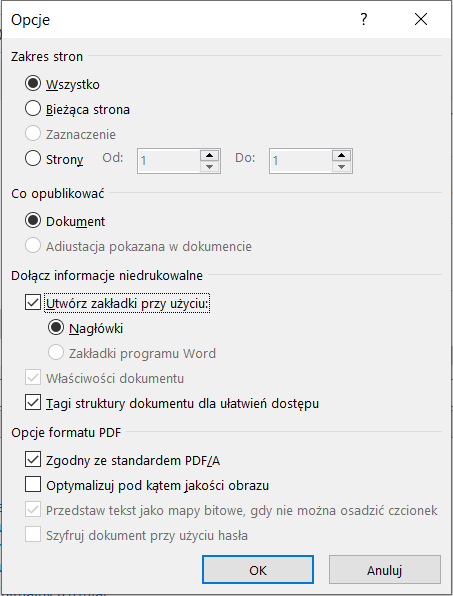 Opcje ?
Zakres stron
Wszystko
Bieżąca strona
Zaznaczenie
Strony Od: 1 Do: 1
Co opublikować
Dokument
Adiustacja pokazana w dokumencie
Dołącz informacje niedrukowalne
Utwórz zakładki przy użyciu:
Nagłówki
Zakładki programu Word
Właściwości dokumentu
Tagi struktury dokumentu dla ułatwień dostępu
Opcje formatu PDF
Zgodny ze standardem PDF/A
Optymalizuj pod kątem jakości obrazu
Przedstaw tekst jako mapy bitowe, gdy nie można osadzić czcionek
Szyfruj dokument przy użyciu hasła
OK Anuluj